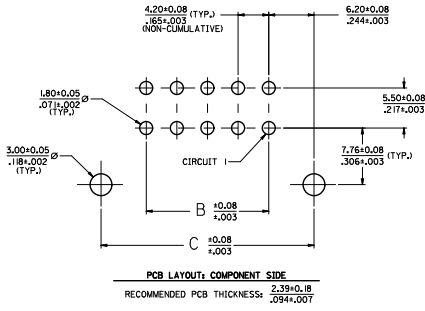 4.20±0.08 (TYP.)
.165±.003
(NON-CUMULATIVE)
6.20±0.08
.244±.003
1.80±0.05 Ø
.071±.002
(TYP.)
5.50±0.08
.217±.003
3.00±0.05 Ø
.118±.002
(TYP.)
CIRCUIT 1
7.76±0.08 (TYP.)
.306±.003
B ±0.08
±.003
C ±0.08
±.003
PCB LAYOUT: COMPONENT SIDE
RECOMMENDED PCB THICKNESS: 2.39±0.18
.094±.007